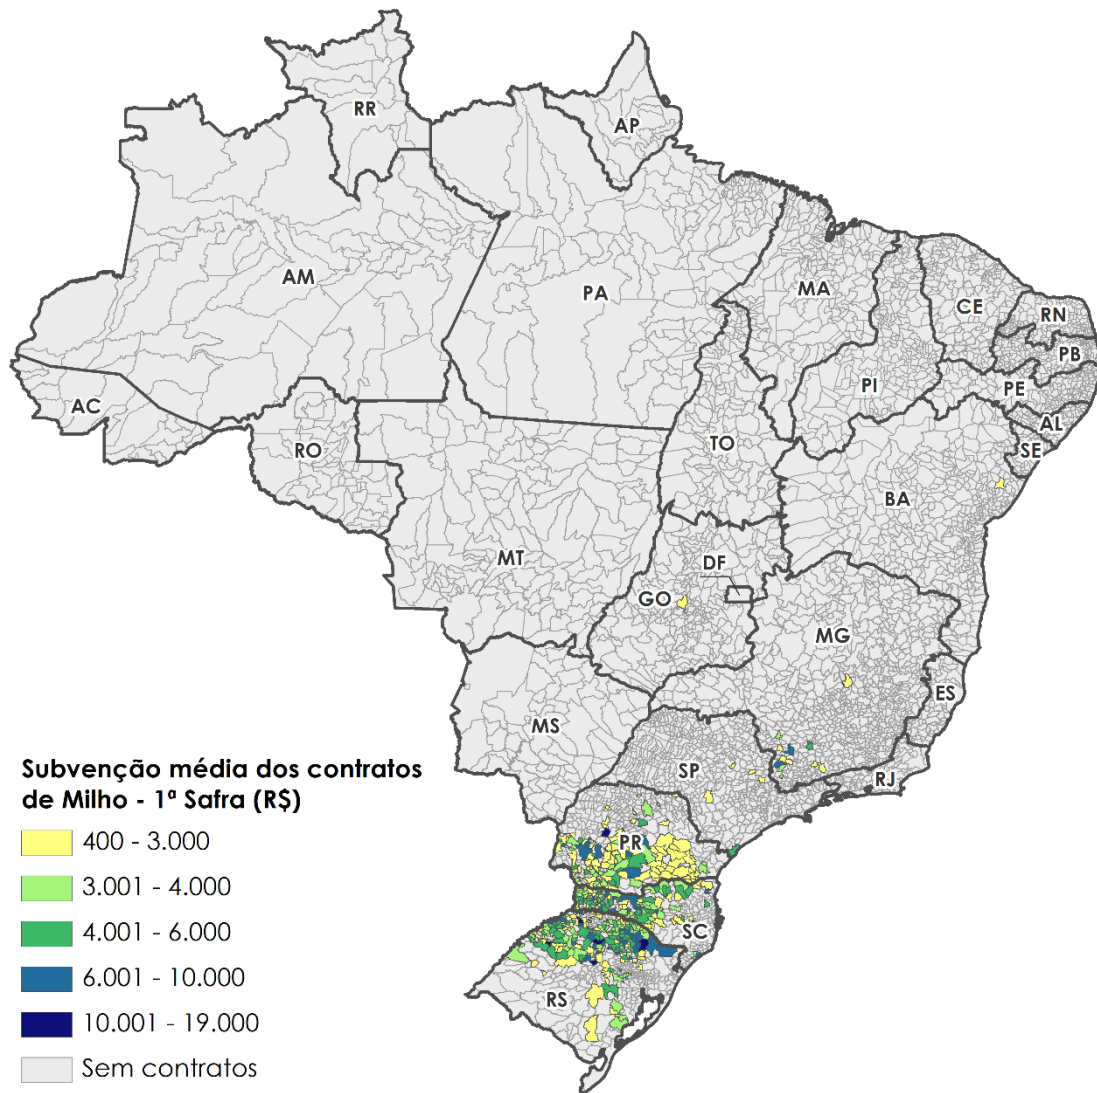 RR
AP
AM
PA
MA
CE
RN
PB
PI
PE
AC
AL
TO
SE
RO
BA
MT
DF
GO
MG
ES
MS
SP
RJ
PR
SC
RS
Subvenção média dos contratos
de Milho - 1ª Safra (R$)
400 - 3.000
3.001 - 4.000
4.001 - 6.000
6.001 - 10.000
10.001 - 19.000
Sem contratos